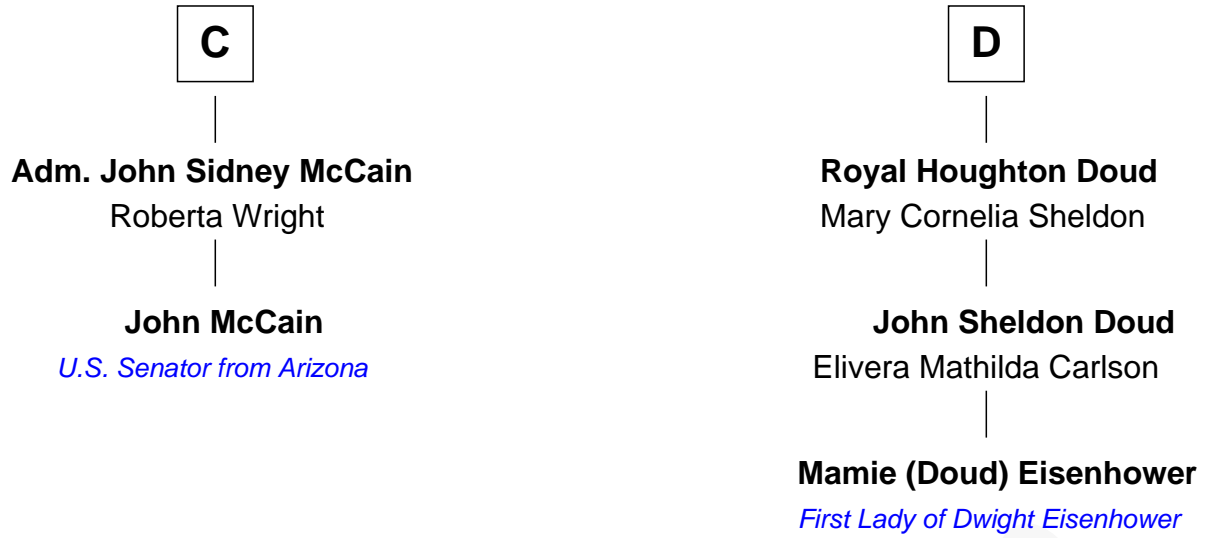 C
Adm. John Sidney McCain
Roberta Wright
John McCain
U.S. Senator from Arizona
D
Royal Houghton Doud
Mary Cornelia Sheldon
John Sheldon Doud
Elivera Mathilda Carlson
Mamie (Doud) Eisenhower
First Lady of Dwight Eisenhower